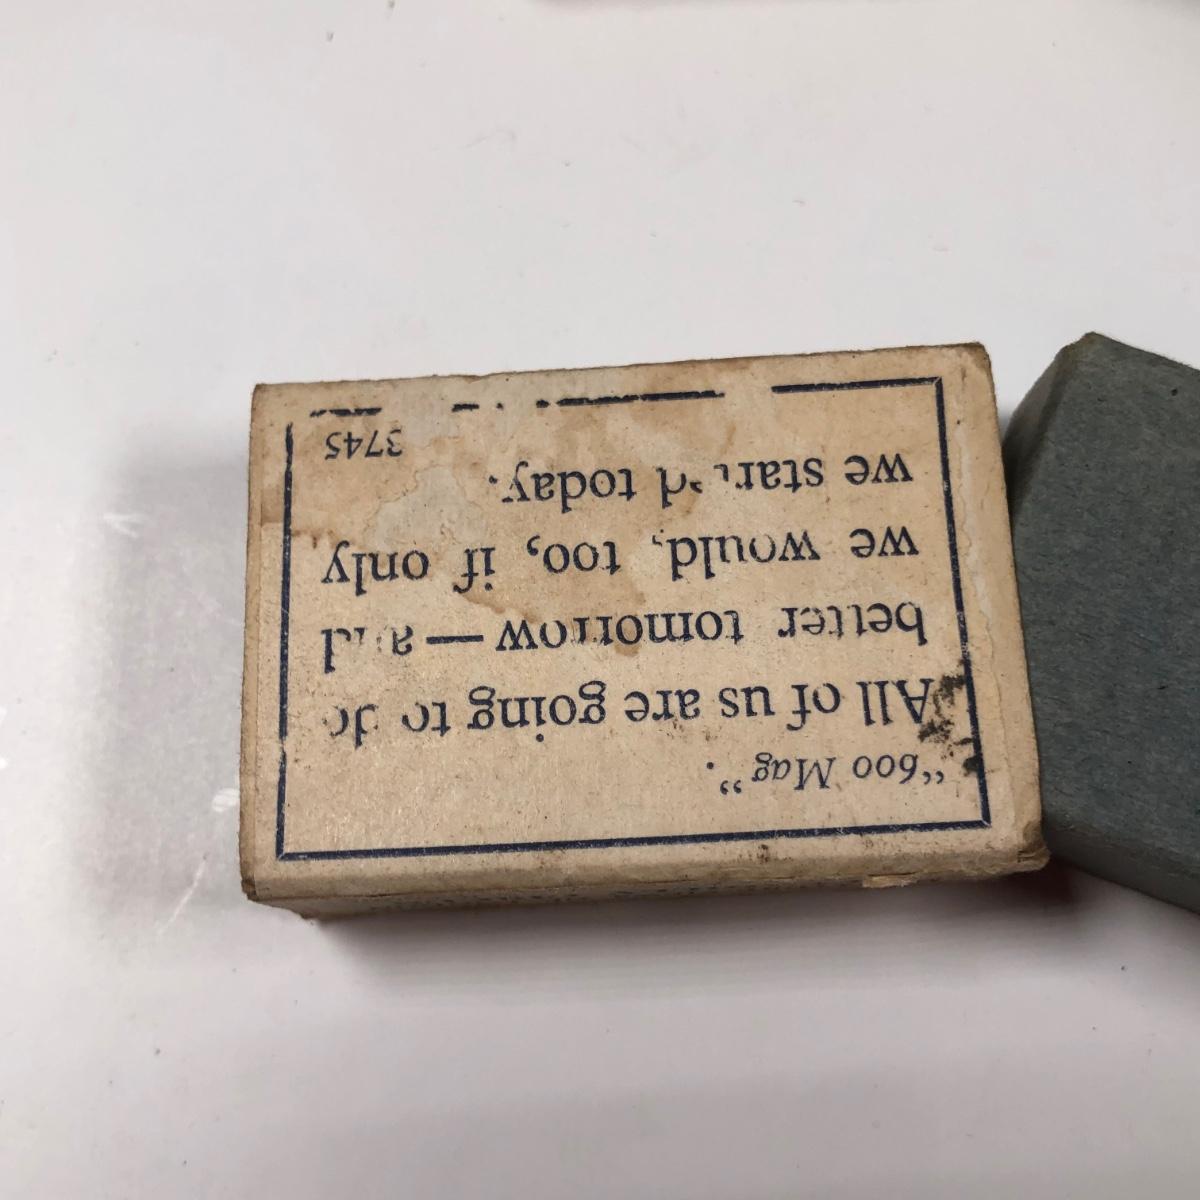 "600 Mag".
All of us are going to do
better tomorrow — and
we would, too, if only
we start'd today.
3745